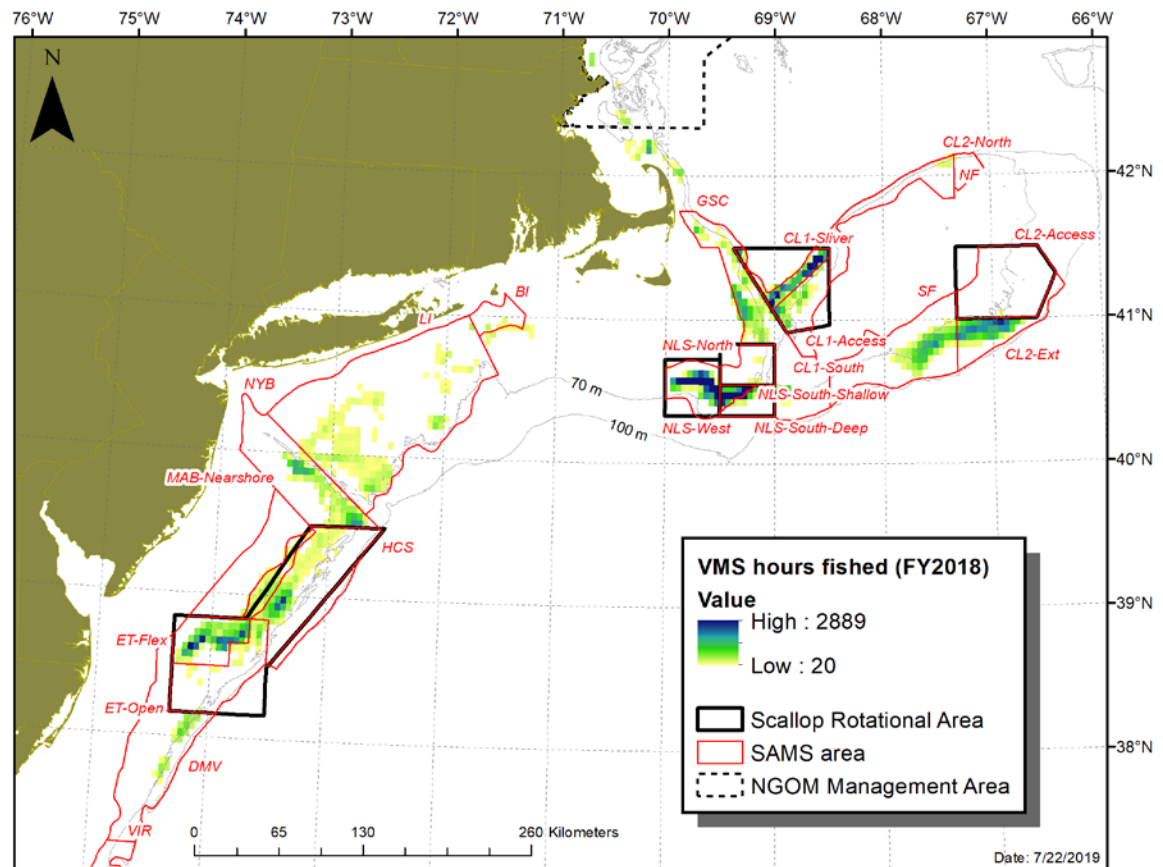 76°W 75°W 74°W 73°W 72°W 71°W 70°W 69°W 68°W 67°W 66°W
N
CL2-North
42°N
NF
GSC
CL1-Sliver
CL2-Access
BI
SF
41°N
LI
NLS-North
CL1-Access
CL2-Ext
CL1-South
NYB
70 m
NLS-South-Shallow
100 m
NLS-West
NLS-South-Deep
40°N
MAB-Nearshore
HCS
VMS hours fished (FY2018)
Value
High : 2889
Low : 20
39°N
ET-Flex
ET-Open
Scallop Rotational Area
SAMS area
NGOM Management Area
38°N
DMV
VIR
0 65 130 260 Kilometers
Date: 7/22/2019